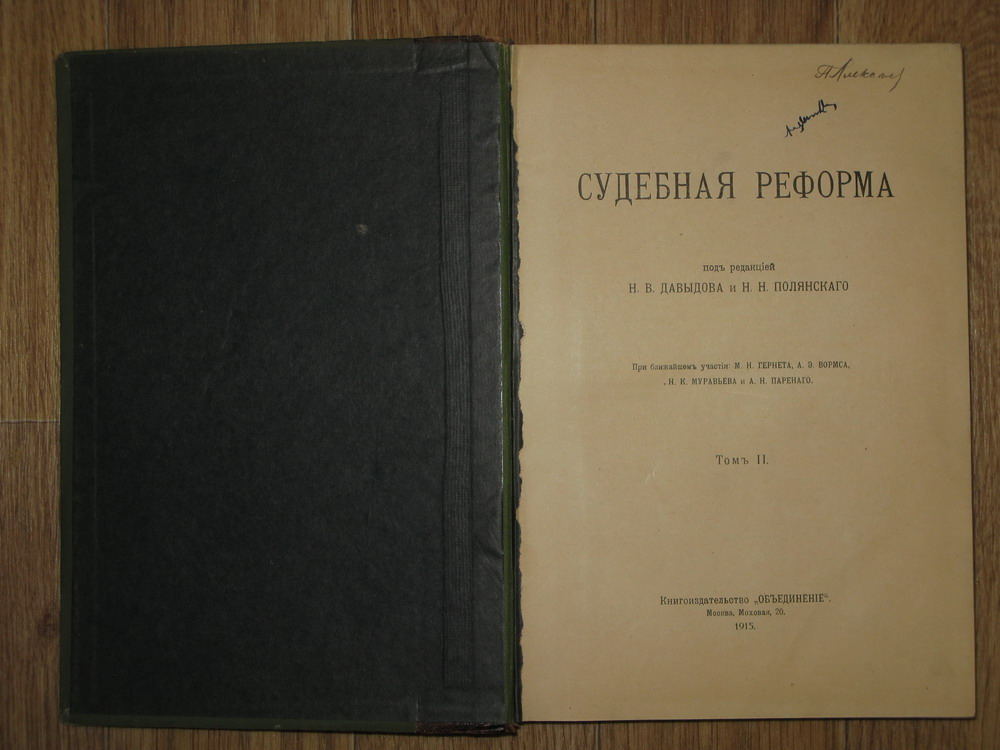 СУДЕБНАЯ РЕФОРМА
подъ редакціей
Н. В. ДАВЫДОВА и Н. Н. ПОЛЯНСКАГО
При ближайшемъ участіи: М. Н. ГЕРНЕТА, А. Э. ВОРМСА,
Н. К. МУРАВЬЕВА и А. Н. ПАРЕНАГО.
Томъ II.
Книгоиздательство „ОБЪЕДИНЕНІЕ“.
Москва, Моховая, 20.
1915.